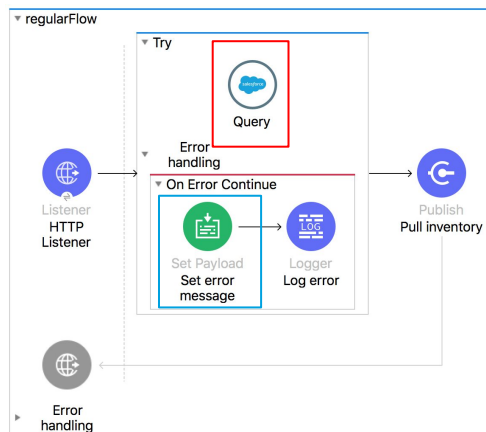 regularFlow
Try
salesforce
Query
Error
handling
On Error Continue
Listener
HTTP
Listener
Set Payload
Set error
message
LOG
Logger
Log error
Publish
Pull inventory
Error
handling